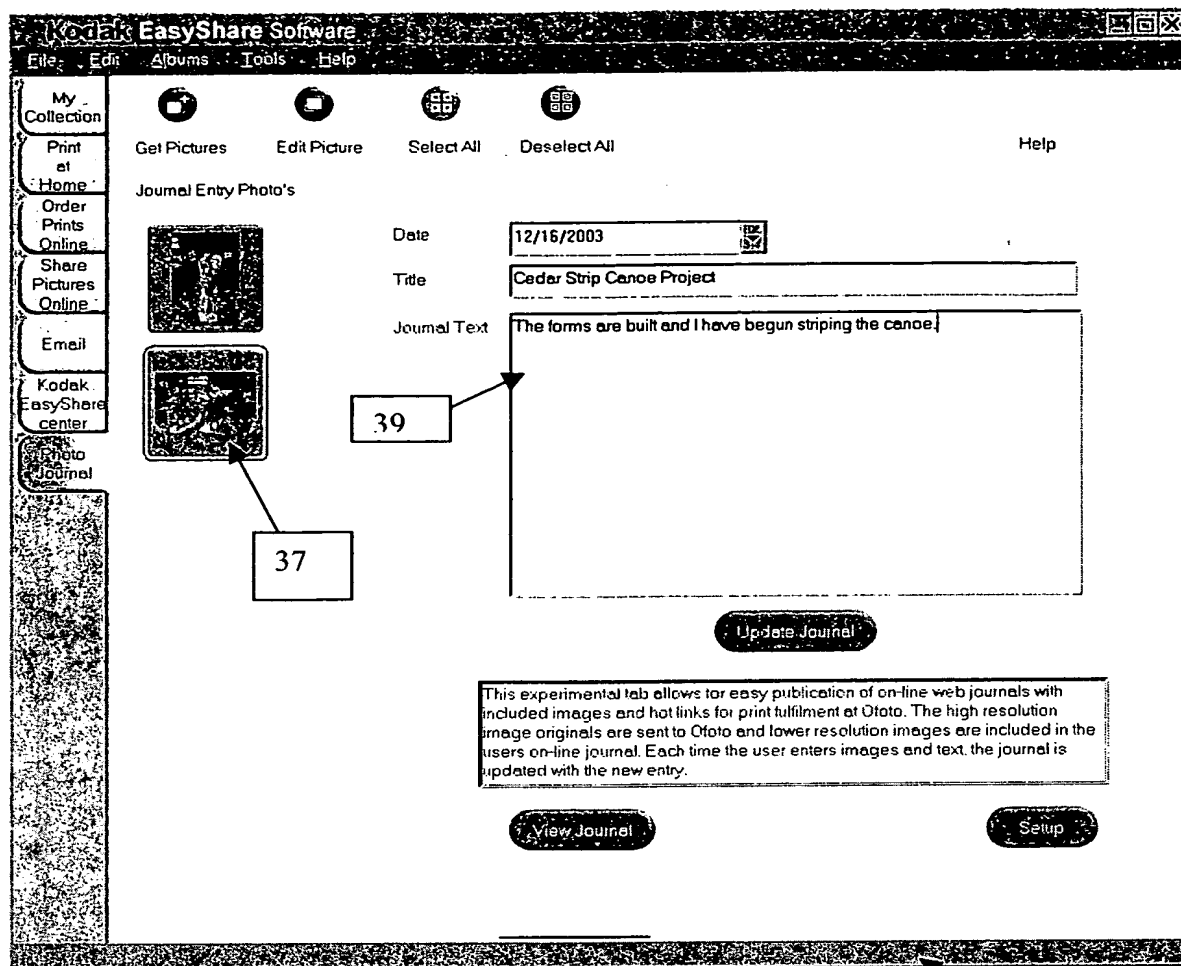 Kodak EasyShare Software
File Edit Albums Tools Help
My Collection
Print at Home
Order Prints Online
Share Pictures Online
Email
Kodak EasyShare center
Photo Journal
Get Pictures Edit Picture Select All Deselect All Help
Journal Entry Photo's
Date 12/16/2003
Title Cedar Strip Canoe Project
Journal Text The forms are built and I have begun striping the canoe.
39
37
Update Journal
This experimental tab allows for easy publication of on-line web journals with
included images and hot links for print fulfilment at Ofoto. The high resolution
image originals are sent to Ofoto and lower resolution images are included in the
users on-line journal. Each time the user enters images and text, the journal is
updated with the new entry.
View Journal Setup